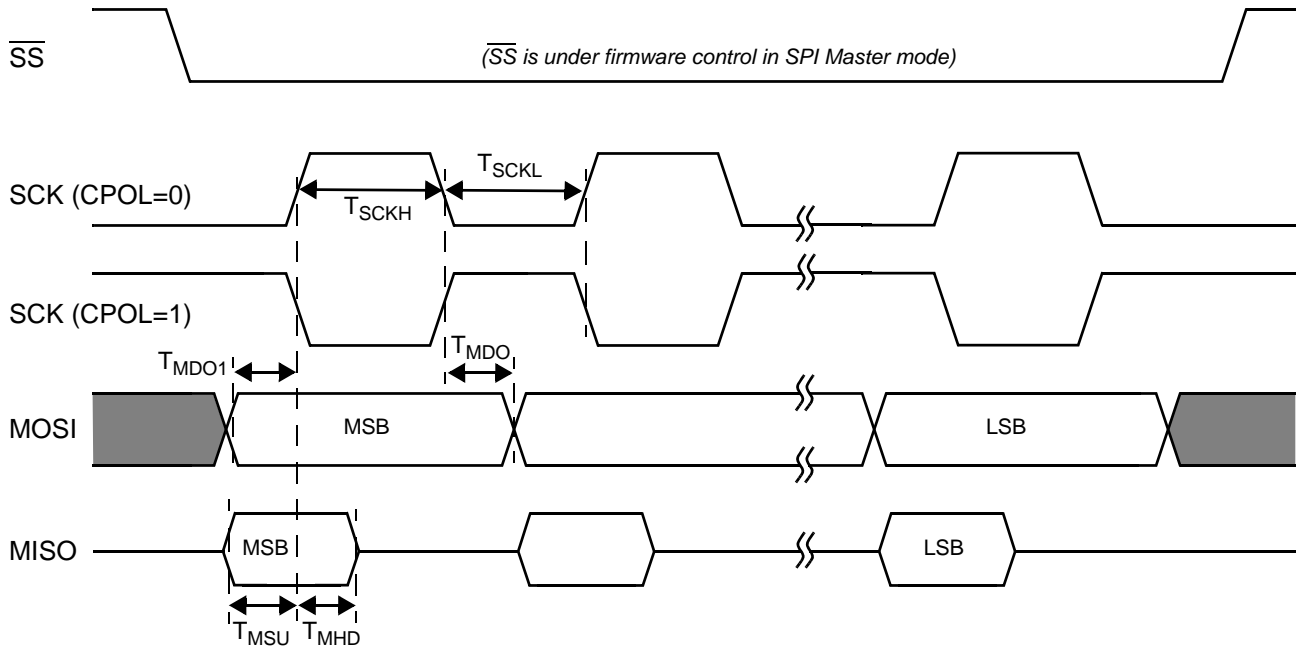 SS
(SS is under firmware control in SPI Master mode)
SCK (CPOL=0)
TSCKH
TSCKL
SCK (CPOL=1)
TMDO1
TMDO
MOSI
MSB
LSB
MISO
MSB
LSB
TMSU
TMHD